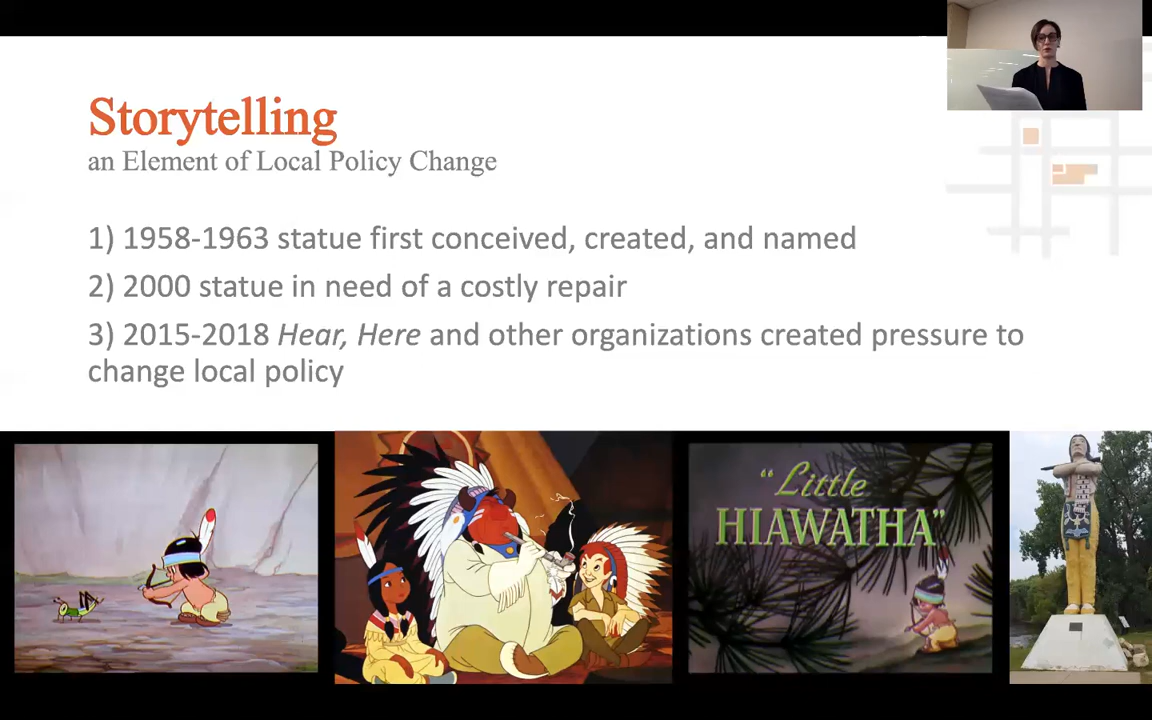 Storytelling
an Element of Local Policy Change
1) 1958-1963 statue first conceived, created, and named
2) 2000 statue in need of a costly repair
3) 2015-2018 Hear, Here and other organizations created pressure to
change local policy
"Little
HIAWATHA"